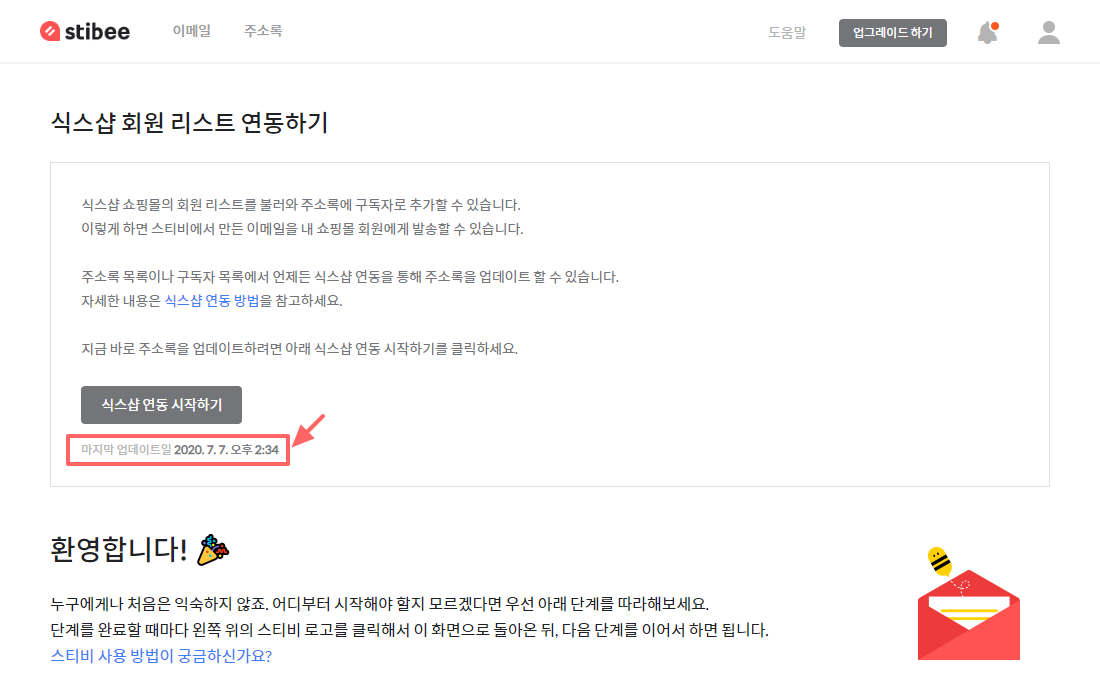 stibee 이메일 주소록 도움말 업그레이드 하기
식스샵 회원 리스트 연동하기
식스샵 쇼핑몰의 회원 리스트를 불러와 주소록에 구독자로 추가할 수 있습니다.
이렇게 하면 스티비에서 만든 이메일을 내 쇼핑몰 회원에게 발송할 수 있습니다.
주소록 목록이나 구독자 목록에서 언제든 식스샵 연동을 통해 주소록을 업데이트 할 수 있습니다.
자세한 내용은 식스샵 연동 방법을 참고하세요.
지금 바로 주소록을 업데이트하려면 아래 식스샵 연동 시작하기를 클릭하세요.
식스샵 연동 시작하기
마지막 업데이트일 2020. 7. 7. 오후 2:34
환영합니다!
누구에게나 처음은 익숙하지 않죠. 어디부터 시작해야 할지 모르겠다면 우선 아래 단계를 따라해보세요.
단계를 완료할 때마다 왼쪽 위의 스티비 로고를 클릭해서 이 화면으로 돌아온 뒤, 다음 단계를 이어서 하면 됩니다.
스티비 사용 방법이 궁금하신가요?